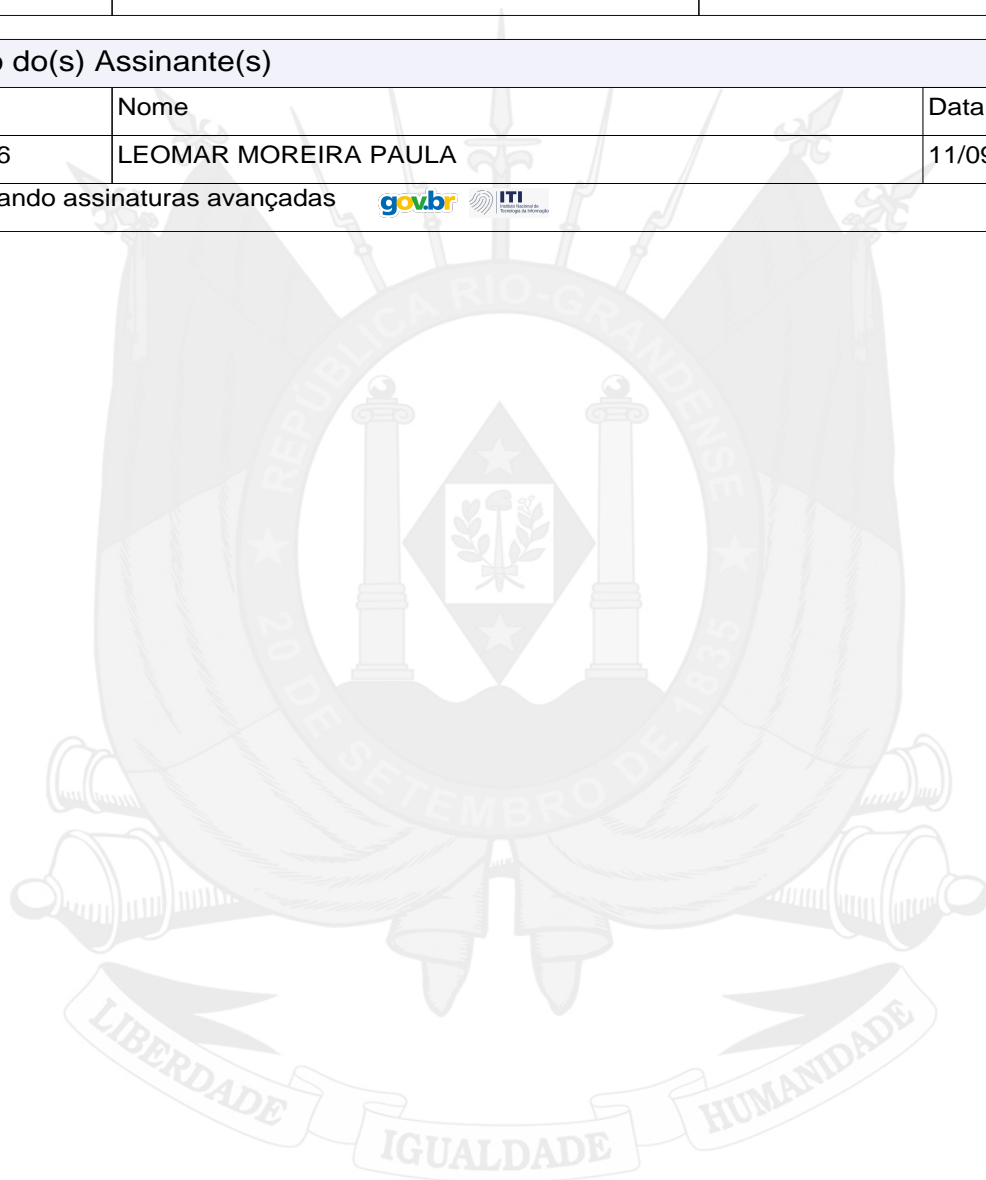 o do(s) Assinante(s)
Nome
Data
6
LEOMAR MOREIRA PAULA
11/09
ando assinaturas avançadas
gov.br
ITI
REPÚBLICA RIO-GRANDENSE
20 DE SETEMBRO DE 1835
LIBERDADE
IGUALDADE
HUMANIDADE